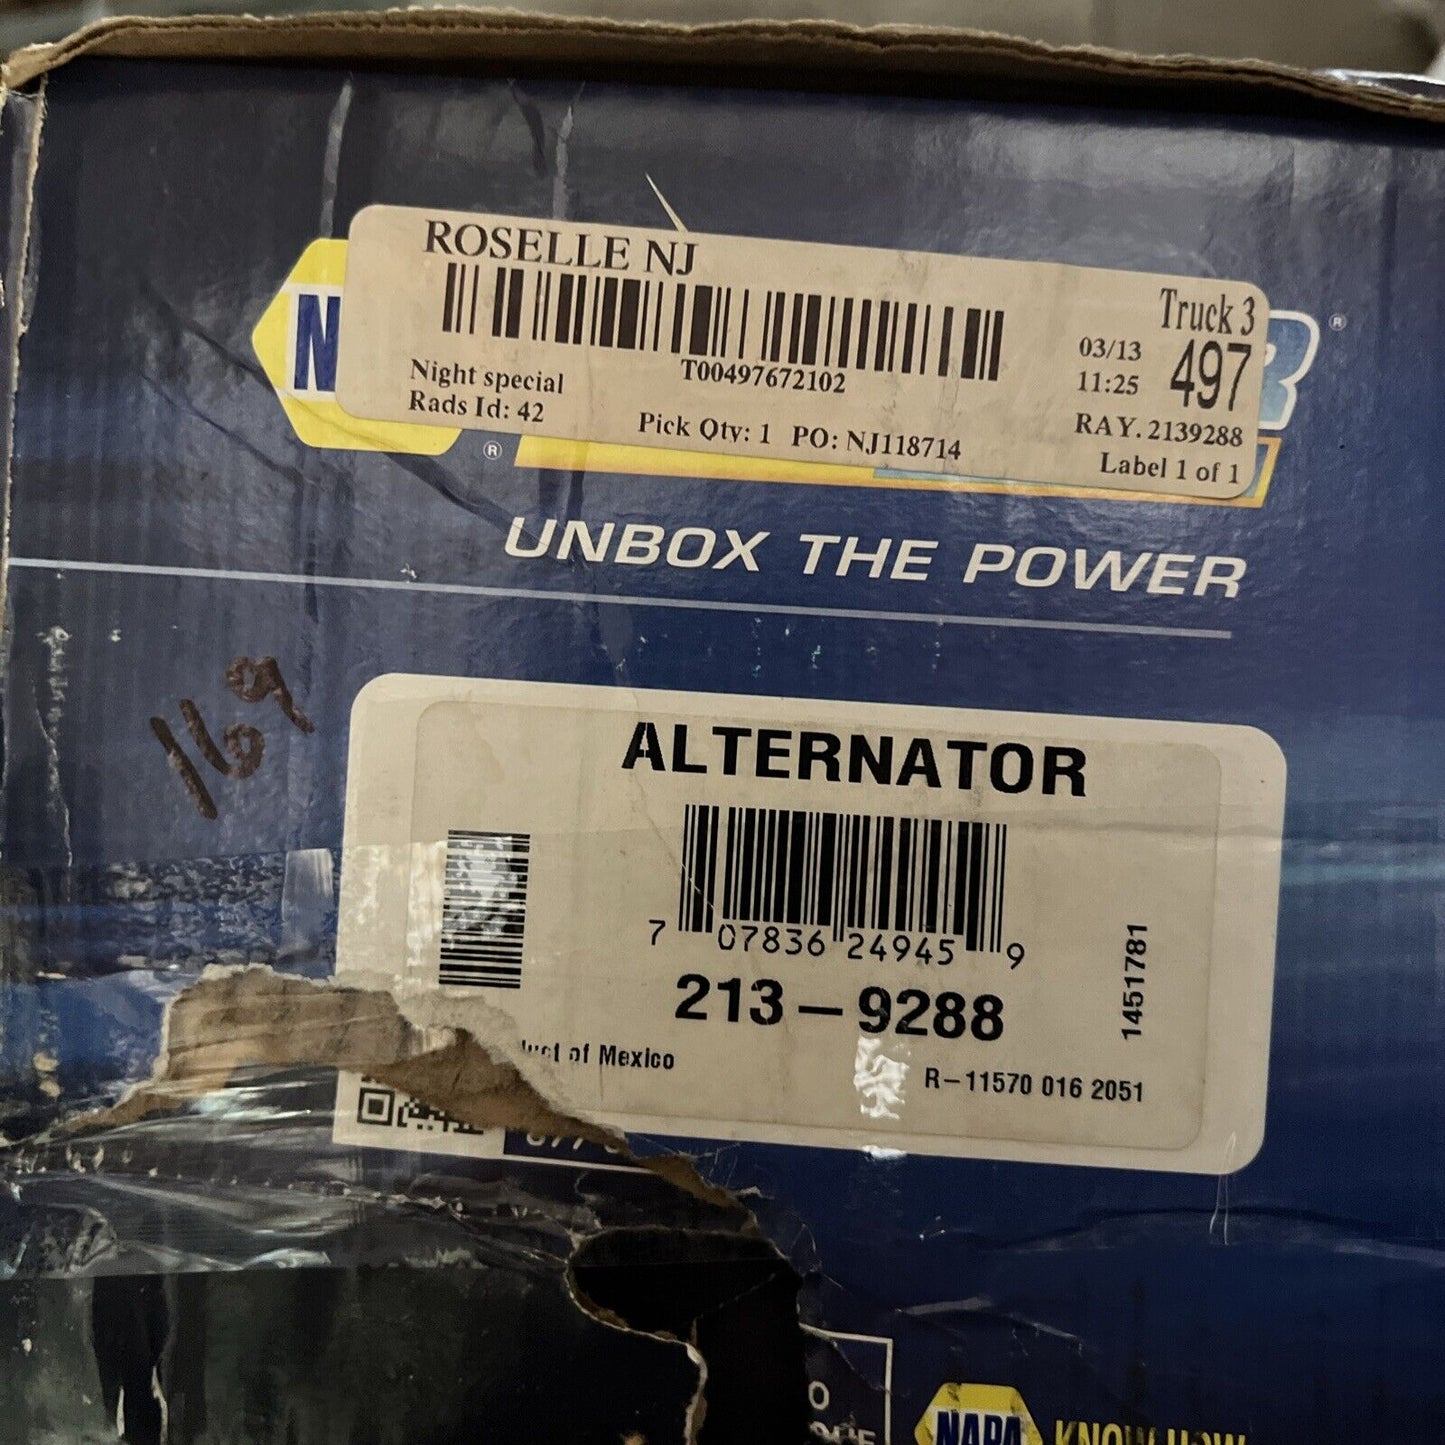 ROSELLE NJ
Truck 3
T00497672102
03/13
11:25
497
Night special
Rads Id: 42
Pick Qty: 1 PO: NJ118714
RAY. 2139288
Label 1 of 1
N
R
®
®
UNBOX THE POWER
169
ALTERNATOR
7 07836 24945 9
213-9288
1451781
of Mexico
R-11570 016 2051
NAPA KNOW HOW